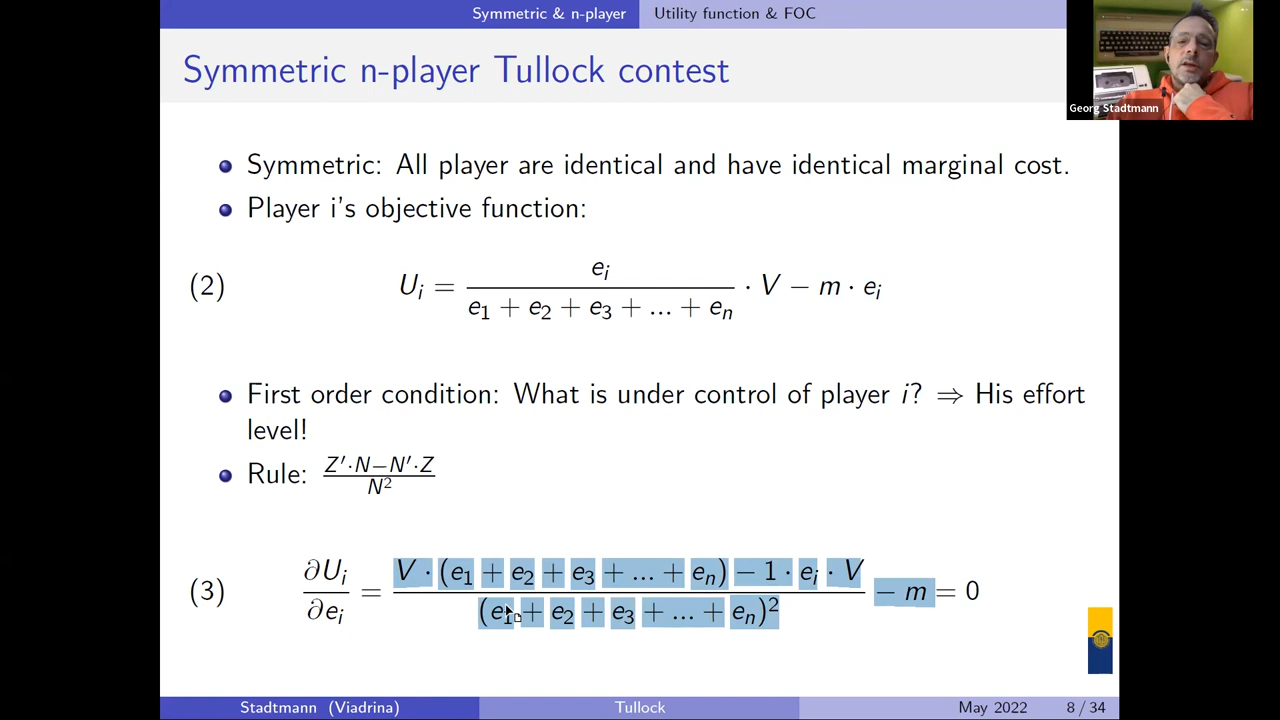 Symmetric & n-player Utility function & FOC
Symmetric n-player Tullock contest
Georg Stadtmann
Symmetric: All player are identical and have identical marginal cost.
Player i's objective function:
(2) U_i = e_i / (e_1 + e_2 + e_3 + ... + e_n) · V − m · e_i
First order condition: What is under control of player i? ⇒ His effort
level!
Rule: (Z′·N−N′·Z) / N²
(3) ∂U_i / ∂e_i = (V · (e_1 + e_2 + e_3 + ... + e_n) − 1 · e_i · V) / (e_1 + e_2 + e_3 + ... + e_n)² − m = 0
Stadtmann (Viadrina) Tullock May 2022 8 / 34